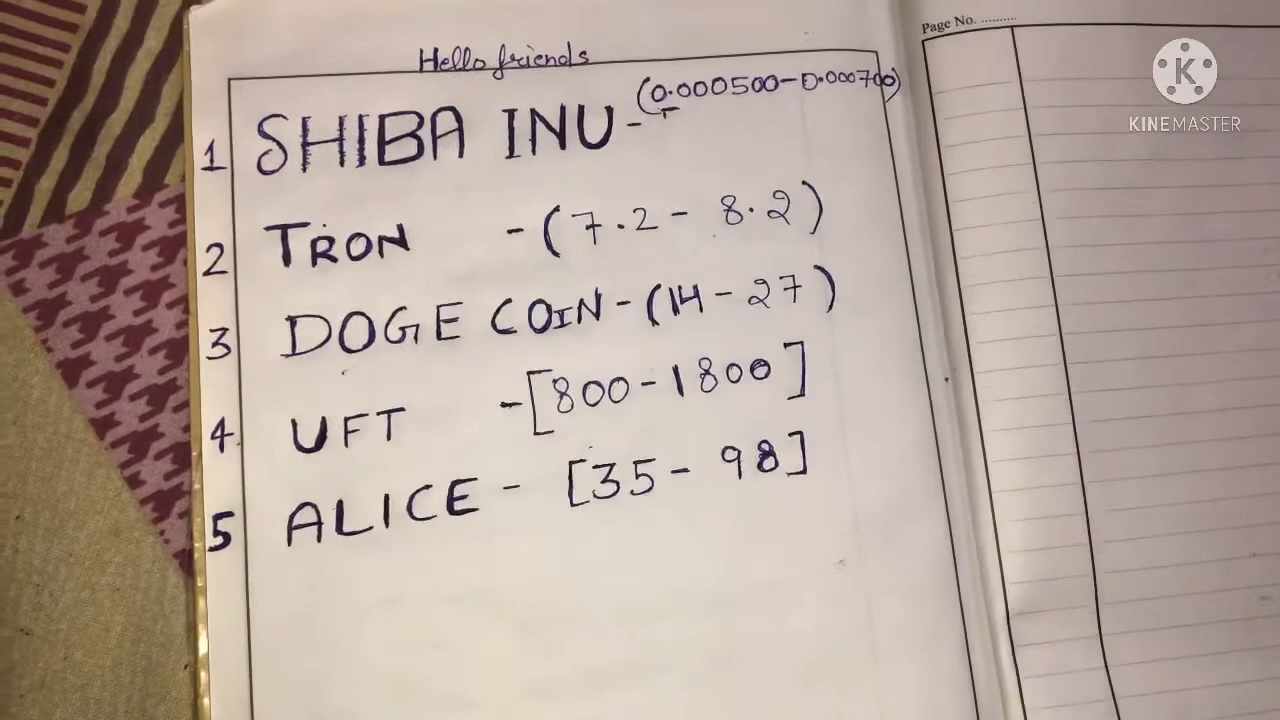 Hello friends
Page No. ..........
K
KINEMASTER
1 SHIBA INU - (0.000500-0.000700)
2 TRON - (7.2 - 8.2)
3 DOGE COIN - (14 - 27)
4. UFT - [800-1800]
5 ALICE - [35 - 98]